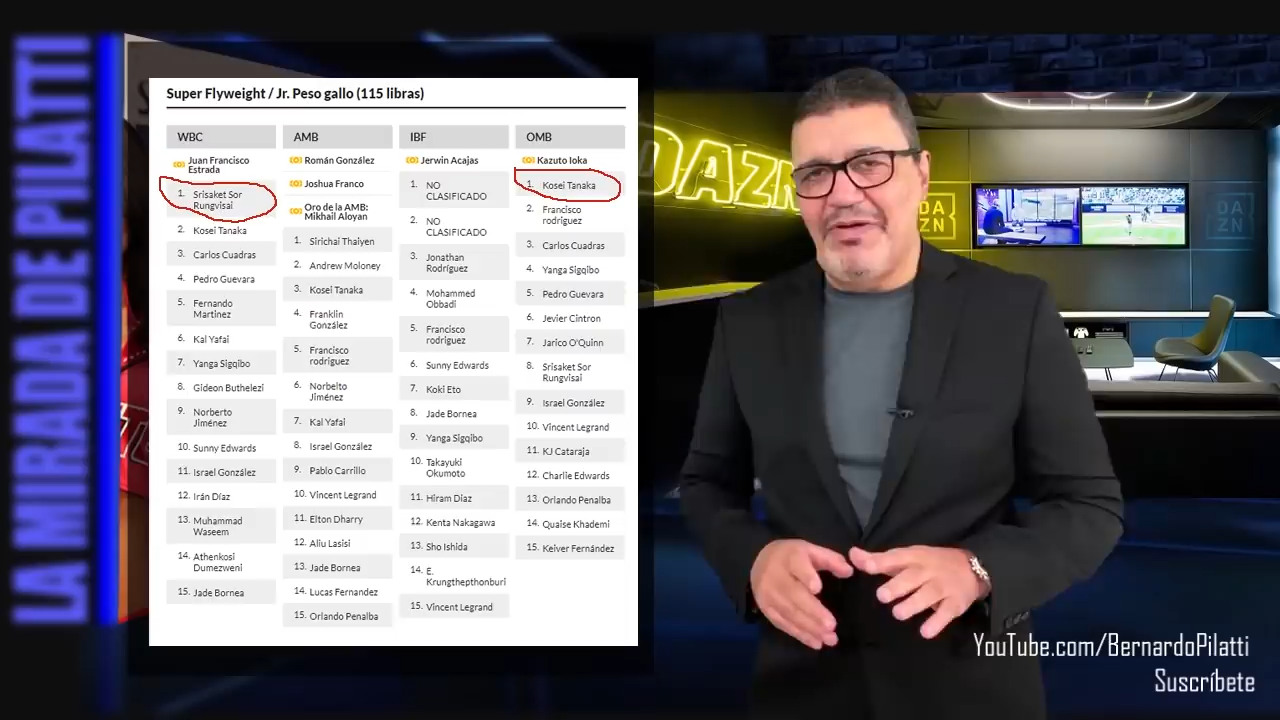 LA MIRADA DE PILATTI
Super Flyweight / Jr. Peso gallo (115 libras)
WBC
Juan Francisco
Estrada
1. Srisaket Sor
Rungvisai
2. Kosei Tanaka
3. Carlos Cuadras
4. Pedro Guevara
5. Fernando
Martinez
6. Kal Yafai
7. Yanga Sigqibo
8. Gideon Buthelezi
9. Norberto
Jiménez
10. Sunny Edwards
11. Israel González
12. Irán Díaz
13. Muhammad
Waseem
14. Athenkosi
Dumezweni
15. Jade Bornea
AMB
Román González
Joshua Franco
Oro de la AMB:
Mikhail Aloyan
1. Sirichai Thaiyen
2. Andrew Moloney
3. Kosei Tanaka
4. Franklin
González
5. Francisco
rodriguez
6. Norbelto
Jiménez
7. Kal Yafai
8. Israel González
9. Pablo Carrillo
10. Vincent Legrand
11. Elton Dharry
12. Aliu Lasisi
13. Jade Bornea
14. Lucas Fernandez
15. Orlando Penalba
IBF
Jerwin Acajas
1. NO
CLASIFICADO
2. NO
CLASIFICADO
3. Jonathan
Rodríguez
4. Mohammed
Obbadi
5. Francisco
rodriguez
6. Sunny Edwards
7. Koki Eto
8. Jade Bornea
9. Yanga Sigqibo
10. Takayuki
Okumoto
11. Hiram Diaz
12. Kenta Nakagawa
13. Sho Ishida
14. E.
Krungthepthonburi
15. Vincent Legrand
OMB
Kazuto Ioka
1. Kosei Tanaka
2. Francisco
rodriguez
3. Carlos Cuadras
4. Yanga Sigqibo
5. Pedro Guevara
6. Jevier Cintron
7. Jarico O'Quinn
8. Srisaket Sor
Rungvisai
9. Israel González
10. Vincent Legrand
11. KJ Cataraja
12. Charlie Edwards
13. Orlando Penalba
14. Quaise Khademi
15. Keiver Fernández
DAZN
DA
ZN
DA
ZN
YouTube.com/BernardoPilatti
Suscríbete